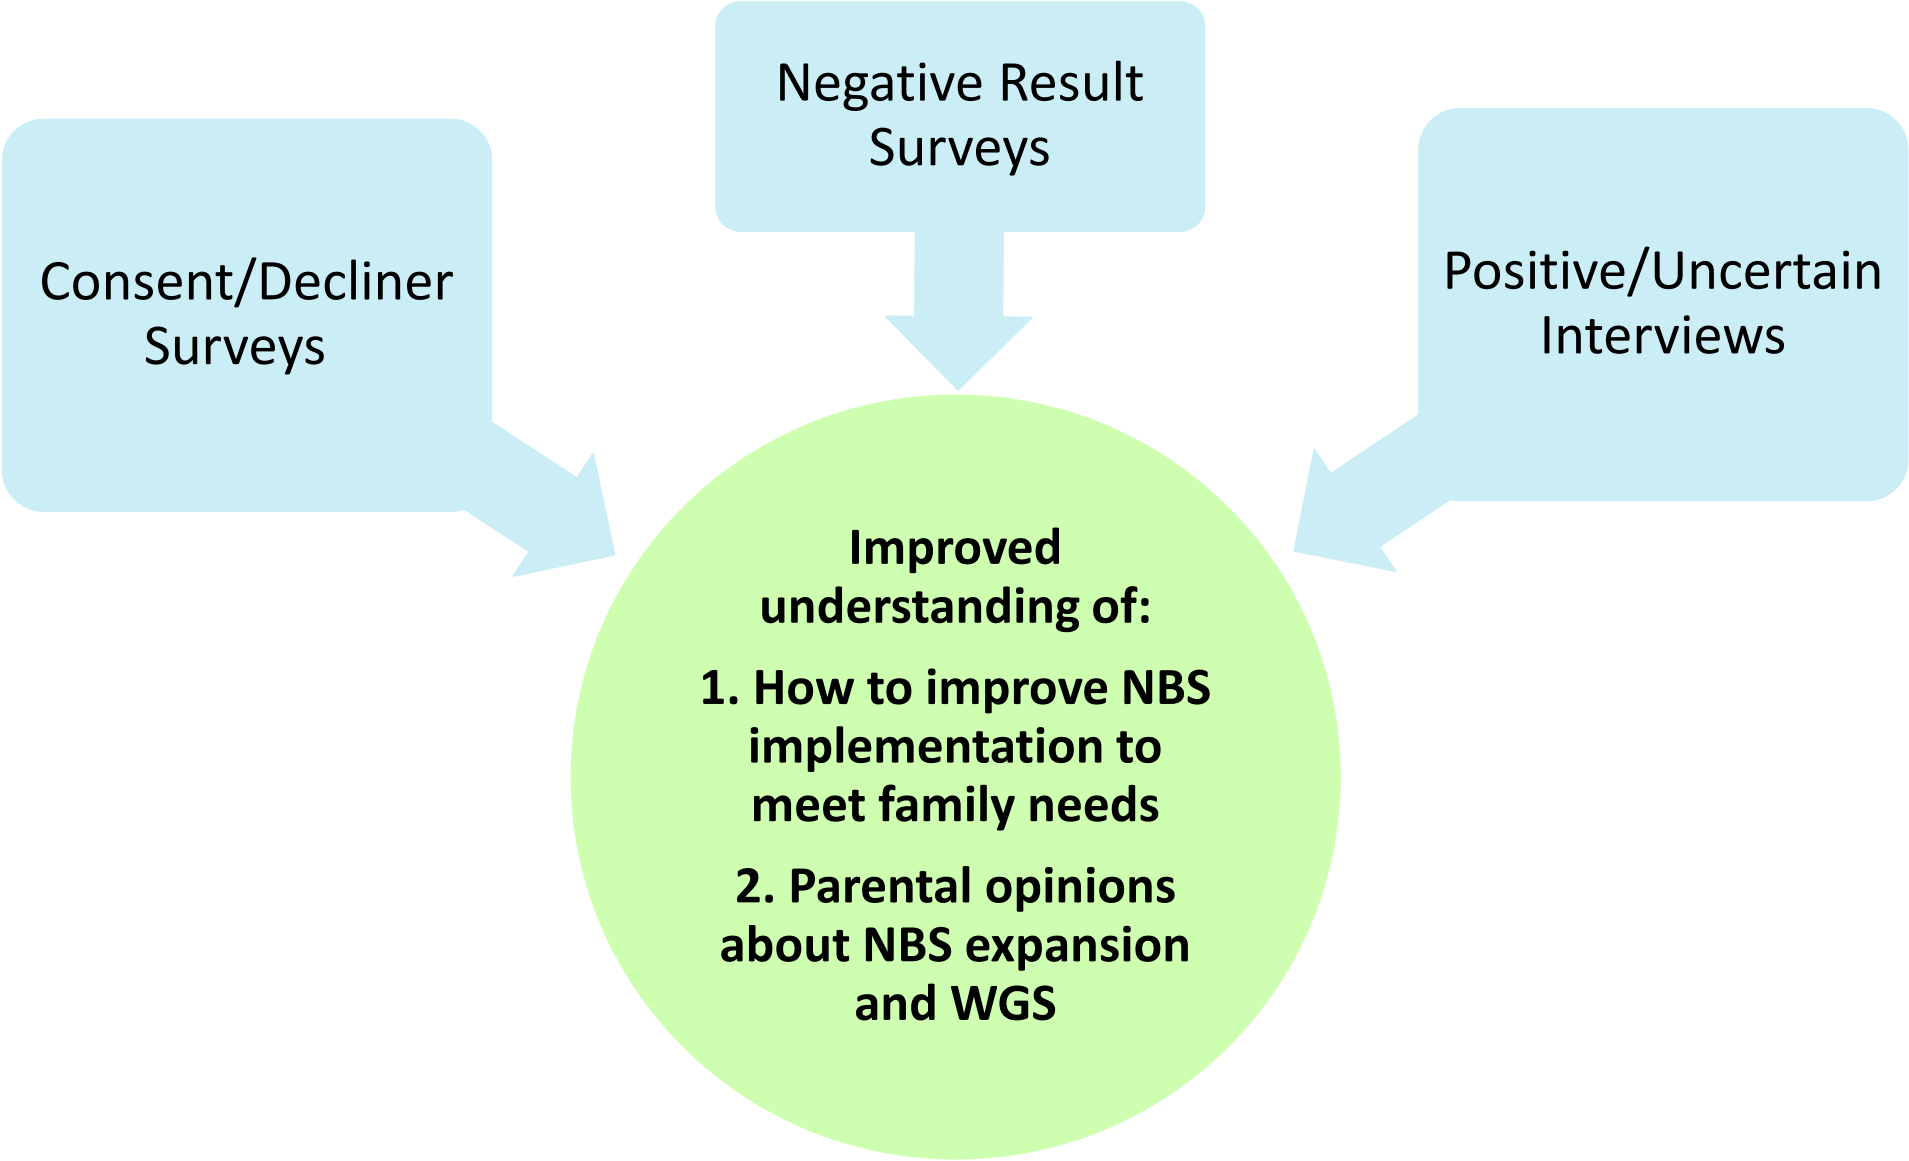 Negative Result
Surveys
Consent/Decliner
Surveys
Positive/Uncertain
Interviews
Improved
understanding of:
1. How to improve NBS
implementation to
meet family needs
2. Parental opinions
about NBS expansion
and WGS